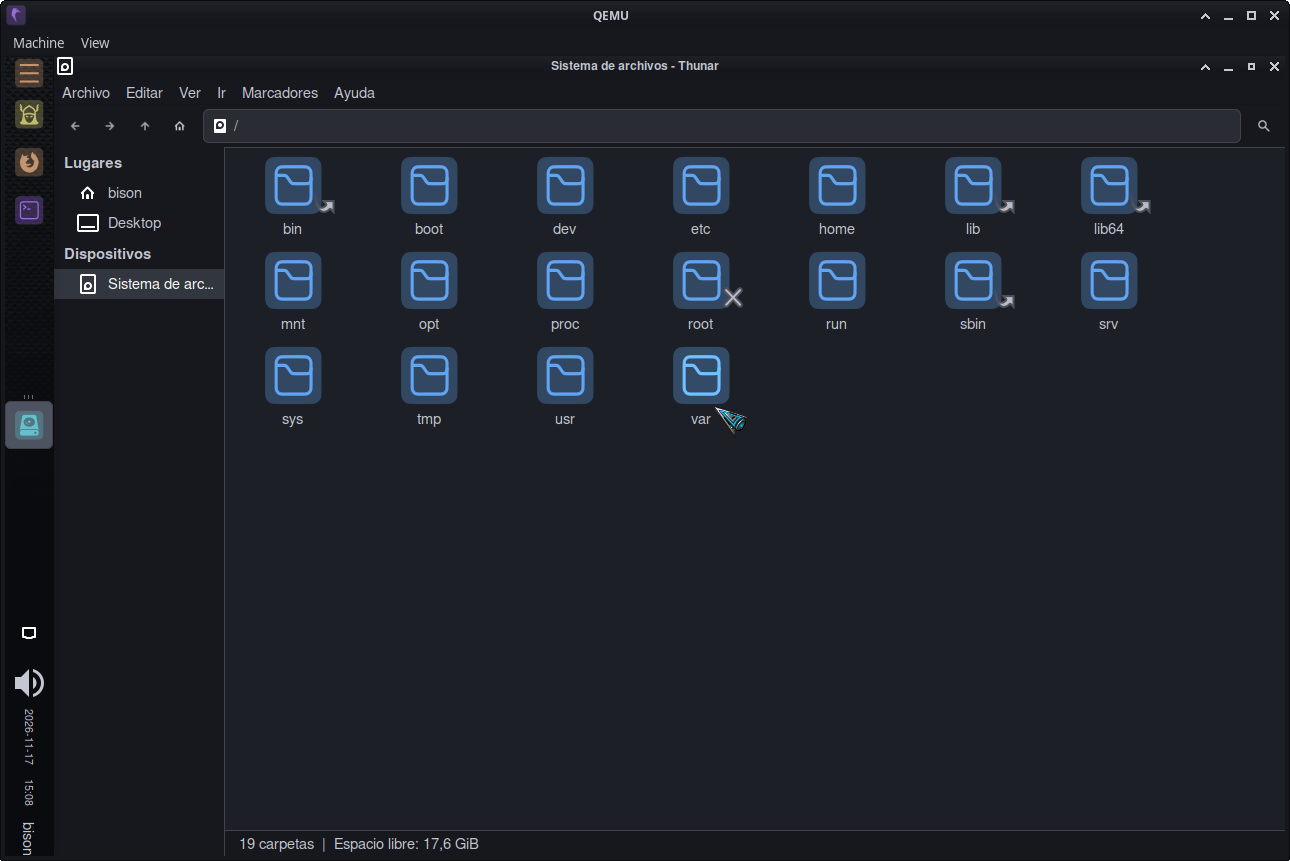 QEMU
Machine View
Sistema de archivos - Thunar
Archivo Editar Ver Ir Marcadores Ayuda
/
Lugares
bison
Desktop
Dispositivos
Sistema de arc...
bin boot dev etc home lib lib64
mnt opt proc root run sbin srv
sys tmp usr var
19 carpetas | Espacio libre: 17,6 GiB
2026-11-17
15:08
bison